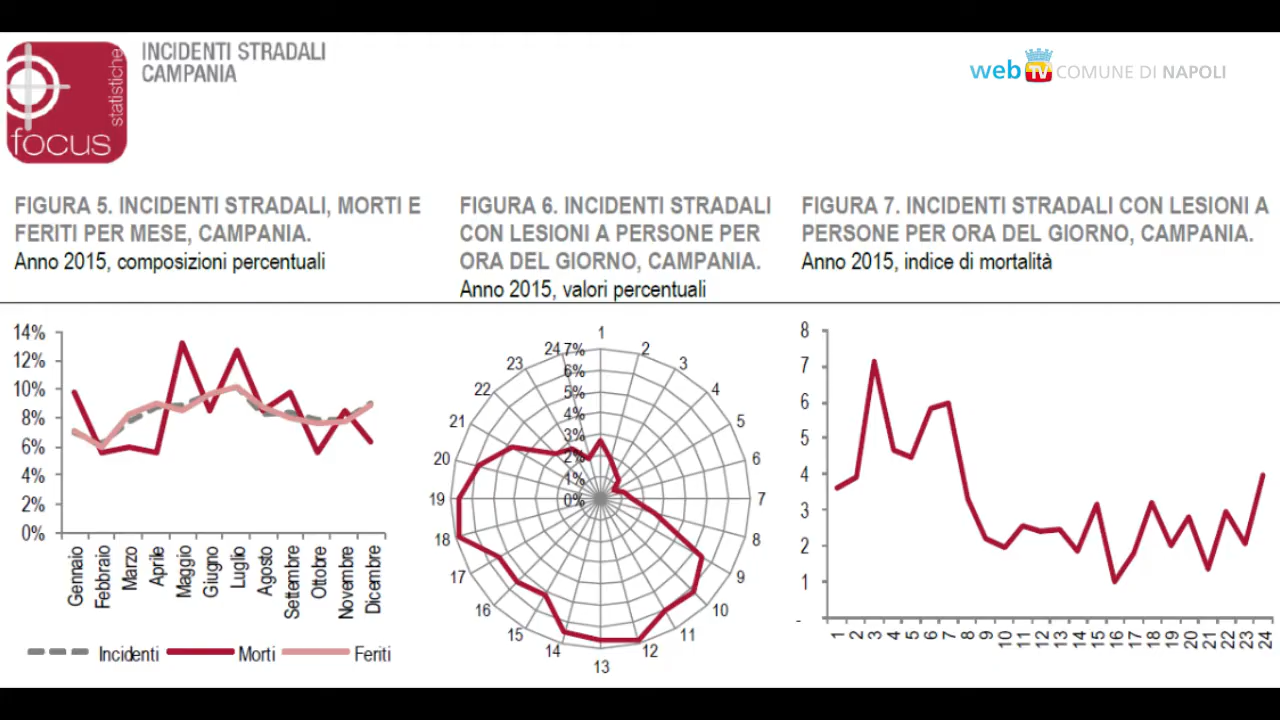 INCIDENTI STRADALI
CAMPANIA
focus
statistiche
web TV COMUNE DI NAPOLI
FIGURA 5. INCIDENTI STRADALI, MORTI E
FERITI PER MESE, CAMPANIA.
Anno 2015, composizioni percentuali
14%
12%
10%
8%
6%
4%
2%
0%
Gennaio
Febbraio
Marzo
Aprile
Maggio
Giugno
Luglio
Agosto
Settembre
Ottobre
Novembre
Dicembre
Incidenti Morti Feriti
FIGURA 6. INCIDENTI STRADALI
CON LESIONI A PERSONE PER
ORA DEL GIORNO, CAMPANIA.
Anno 2015, valori percentuali
1
2
3
4
5
6
7
8
9
10
11
12
13
14
15
16
17
18
19
20
21
22
23
24
7%
6%
5%
4%
3%
2%
1%
0%
FIGURA 7. INCIDENTI STRADALI CON LESIONI A
PERSONE PER ORA DEL GIORNO, CAMPANIA.
Anno 2015, indice di mortalità
8
7
6
5
4
3
2
1
-
1
2
3
4
5
6
7
8
9
10
11
12
13
14
15
16
17
18
19
20
21
22
23
24